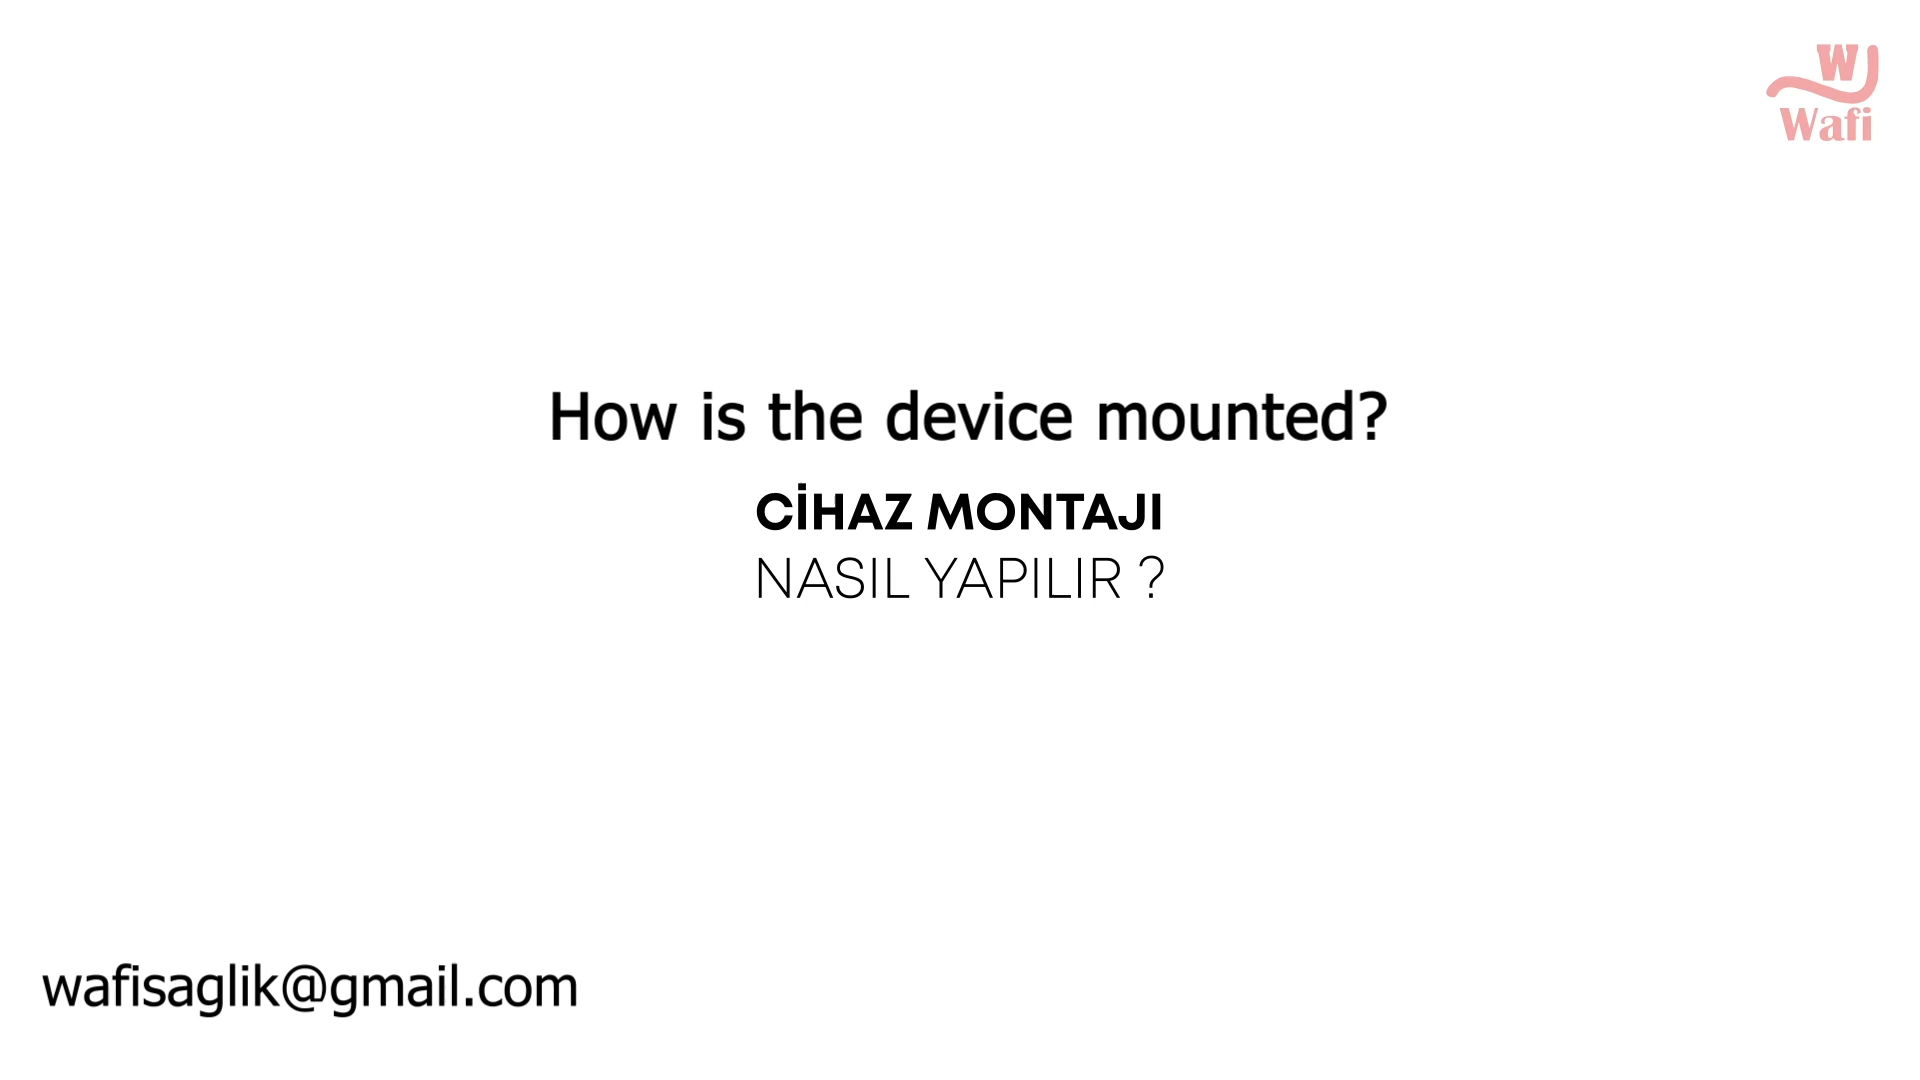 W
Wafi
How is the device mounted?
CİHAZ MONTAJI
NASIL YAPILIR ?
wafisaglik@gmail.com